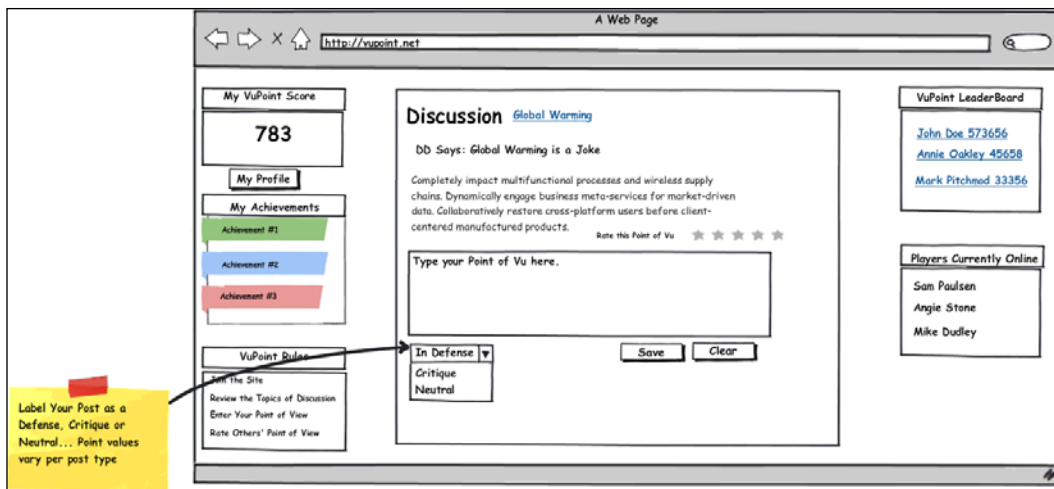 A Web Page
http://vupoint.net
My VuPoint Score
783
My Profile
My Achievements
Achievement #1
Achievement #2
Achievement #3
VuPoint Rules
Join the Site
Review the Topics of Discussion
Enter Your Point of View
Rate Others' Point of View
Discussion Global Warming
DD Says: Global Warming is a Joke
Completely impact multifunctional processes and wireless supply
chains. Dynamically engage business meta-services for market-driven
data. Collaboratively restore cross-platform users before client-
centered manufactured products.
Rate this Point of Vu
Type your Point of Vu here.
In Defense
Critique
Neutral
Save
Clear
VuPoint LeaderBoard
John Doe 573656
Annie Oakley 45658
Mark Pitchmod 33356
Players Currently Online
Sam Paulsen
Angie Stone
Mike Dudley
Label Your Post as a
Defense, Critique or
Neutral... Point values
vary per post type